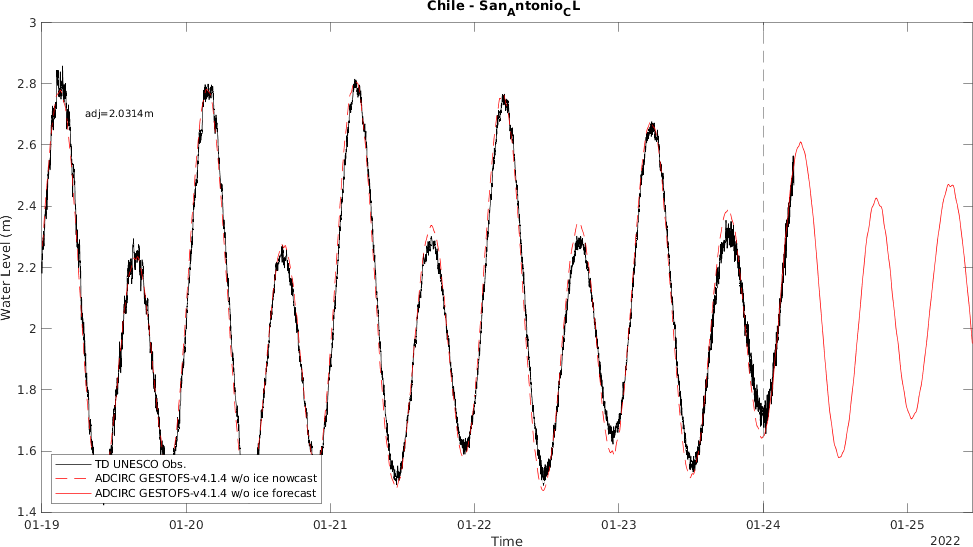 Chile - SanAntonioCL
3
2.8
2.6
2.4
2.2
2
1.8
1.6
1.4
Water Level (m)
adj=2.0314m
TD UNESCO Obs.
ADCIRC GESTOFS-v4.1.4 w/o ice nowcast
ADCIRC GESTOFS-v4.1.4 w/o ice forecast
01-19 01-20 01-21 01-22 01-23 01-24 01-25
Time
2022